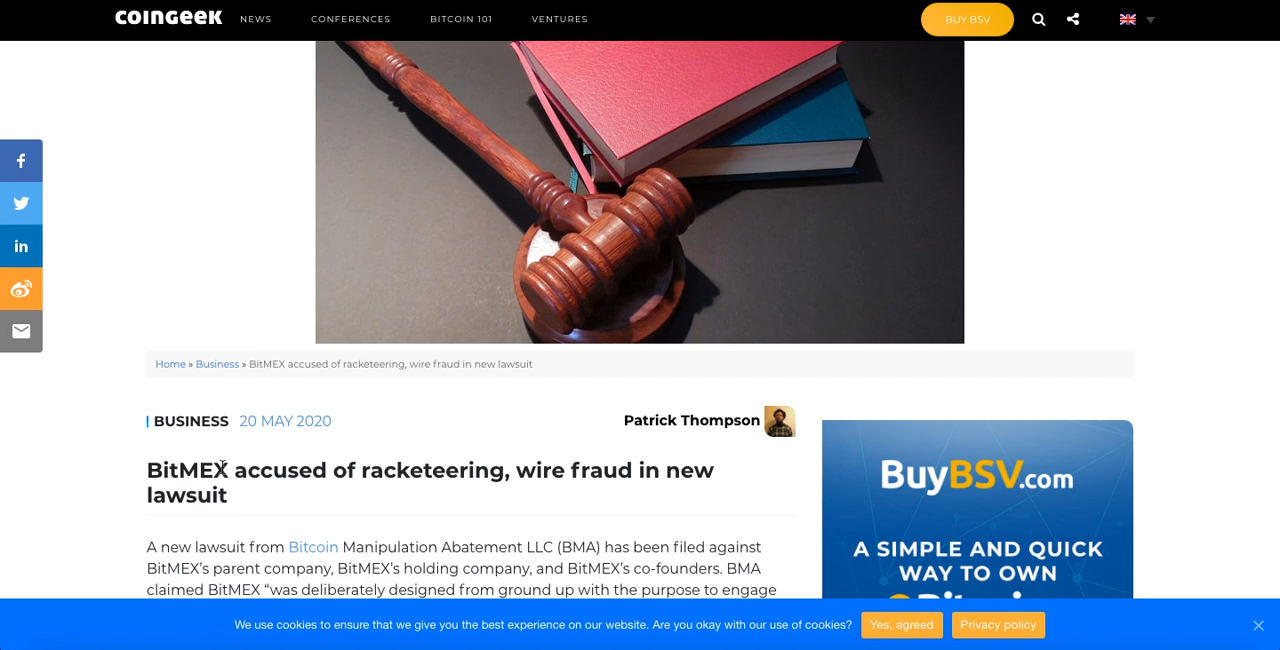 COINGEEK NEWS CONFERENCES BITCOIN 101 VENTURES BUY BSV
f
in
Home » Business » BitMEX accused of racketeering, wire fraud in new lawsuit
BUSINESS 20 MAY 2020 Patrick Thompson
BitMEX accused of racketeering, wire fraud in new
lawsuit
A new lawsuit from Bitcoin Manipulation Abatement LLC (BMA) has been filed against
BitMEX’s parent company, BitMEX’s holding company, and BitMEX’s co-founders. BMA
claimed BitMEX “was deliberately designed from ground up with the purpose to engage
BuyBSV.com
A SIMPLE AND QUICK
WAY TO OWN
We use cookies to ensure that we give you the best experience on our website. Are you okay with our use of cookies? Yes, agreed Privacy policy